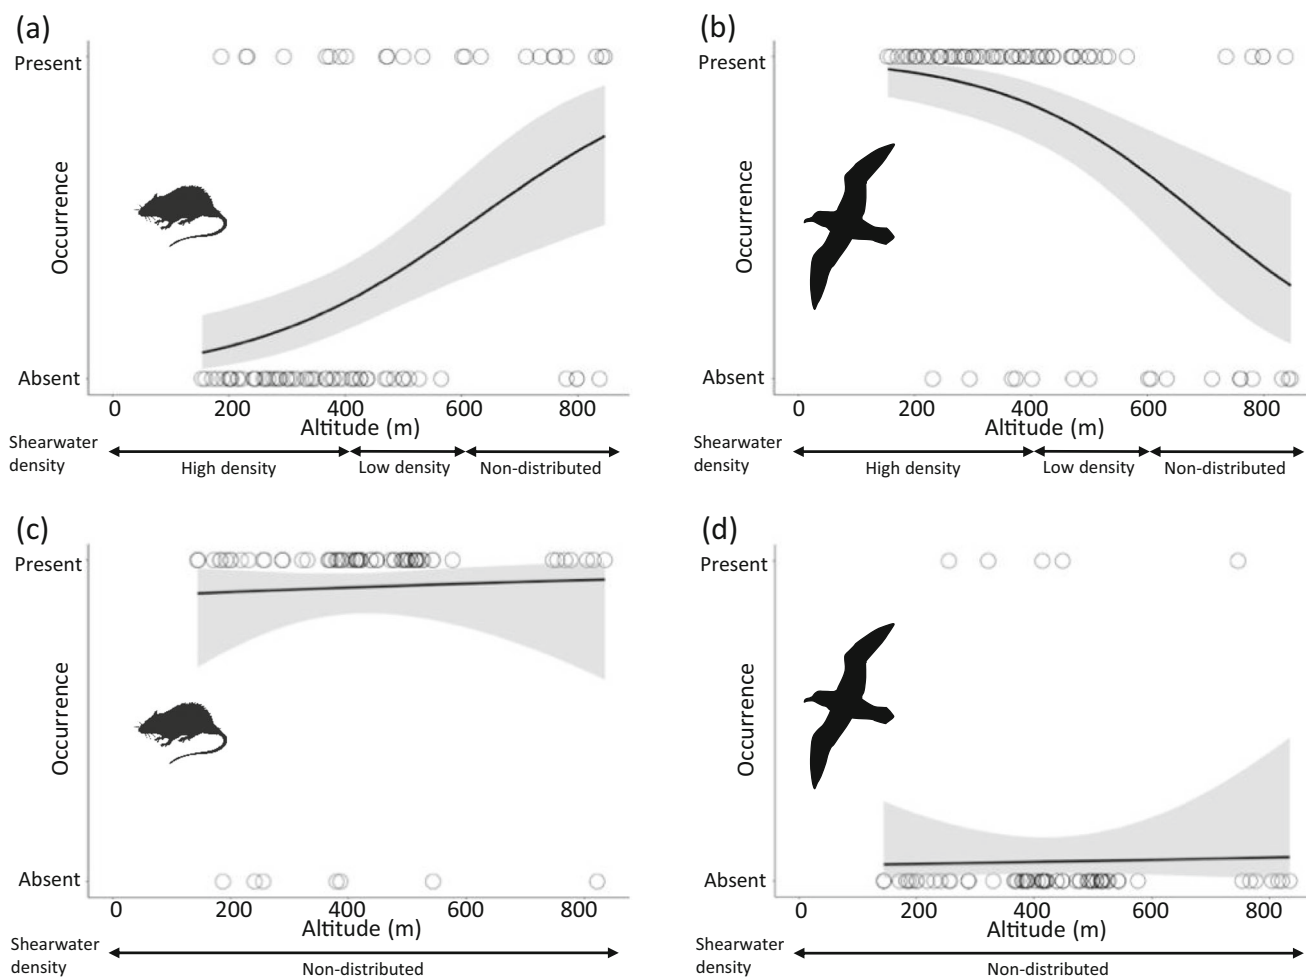 (a)
Present
Occurrence
Absent
0 200 400 600 800
Altitude (m)
Shearwater
density
High density Low density Non-distributed
(b)
Present
Occurrence
Absent
0 200 400 600 800
Altitude (m)
Shearwater
density
High density Low density Non-distributed
(c)
Present
Occurrence
Absent
0 200 400 600 800
Altitude (m)
Shearwater
density
Non-distributed
(d)
Present
Occurrence
Absent
0 200 400 600 800
Altitude (m)
Shearwater
density
Non-distributed